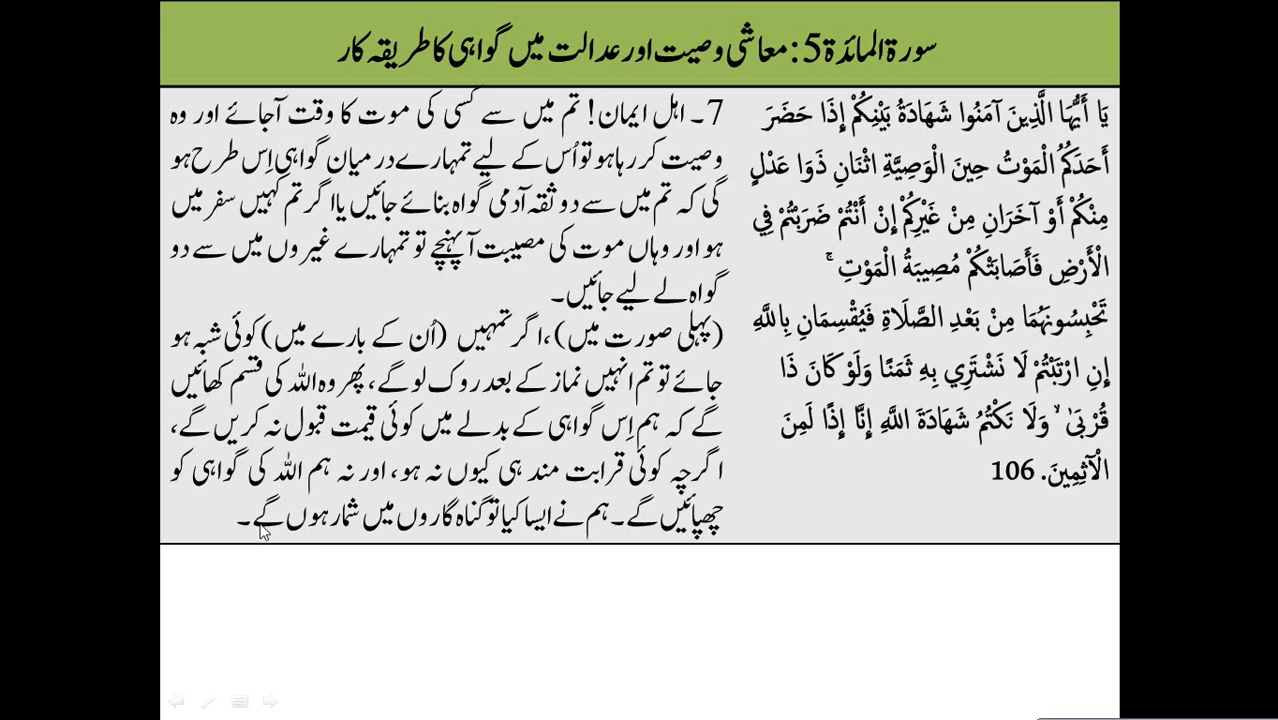 سورۃ المائدۃ 5: معاشی وصیت اور عدالت میں گواہی کا طریقہ کار
يَا أَيُّهَا الَّذِينَ آمَنُوا شَهَادَةُ بَيْنِكُمْ إِذَا حَضَرَ
أَحَدَكُمُ الْمَوْتُ حِينَ الْوَصِيَّةِ اثْنَانِ ذَوَا عَدْلٍ
مِنْكُمْ أَوْ آخَرَانِ مِنْ غَيْرِكُمْ إِنْ أَنْتُمْ ضَرَبْتُمْ فِي
الْأَرْضِ فَأَصَابَتْكُمْ مُصِيبَةُ الْمَوْتِ ۚ
تَحْبِسُونَهُمَا مِنْ بَعْدِ الصَّلَاةِ فَيُقْسِمَانِ بِاللَّهِ
إِنِ ارْتَبْتُمْ لَا نَشْتَرِي بِهِ ثَمَنًا وَلَوْ كَانَ ذَا
قُرْبَىٰ ۙ وَلَا نَكْتُمُ شَهَادَةَ اللَّهِ إِنَّا إِذًا لَمِنَ
الْآثِمِينَ. 106
7۔ اہل ایمان! تم میں سے کسی کی موت کا وقت آ جائے اور وہ
وصیت کر رہا ہو تو اُس کے لیے تمہارے درمیان گواہی اِس طرح ہو
گی کہ تم میں سے دو ثقہ آدمی گواہ بنائے جائیں یا اگر تم کہیں سفر میں
ہو اور وہاں موت کی مصیبت آ پہنچے تو تمہارے غیروں میں سے دو
گواہ لے لیے جائیں۔
(پہلی صورت میں)، اگر تمہیں (اُن کے بارے میں) کوئی شبہ ہو
جائے تو تم انہیں نماز کے بعد روک لو گے، پھر وہ اللہ کی قسم کھائیں
گے کہ ہم اِس گواہی کے بدلے میں کوئی قیمت قبول نہ کریں گے،
اگرچہ کوئی قرابت مند ہی کیوں نہ ہو، اور نہ ہم اللہ کی گواہی کو
چھپائیں گے۔ ہم نے ایسا کیا تو گناہ گاروں میں شمار ہوں گے۔